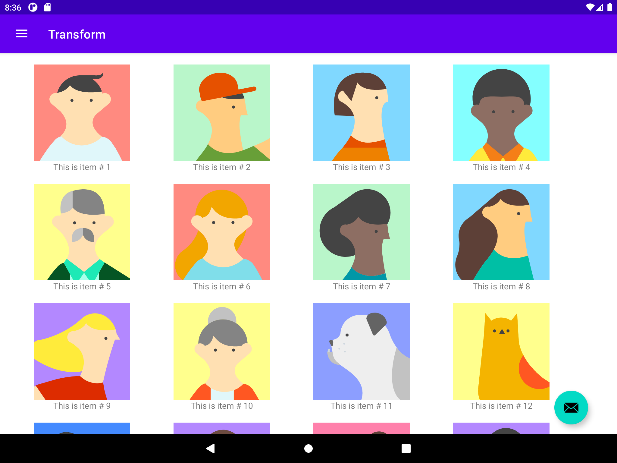 8:36
Transform
This is item # 1
This is item # 2
This is item # 3
This is item # 4
This is item # 5
This is item # 6
This is item # 7
This is item # 8
This is item # 9
This is item # 10
This is item # 11
This is item # 12